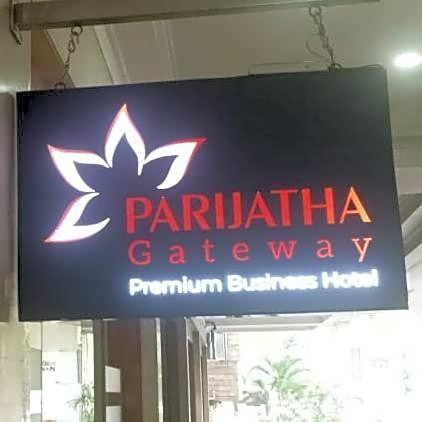 PARIJATHA
Gateway
Premium Business Hotel